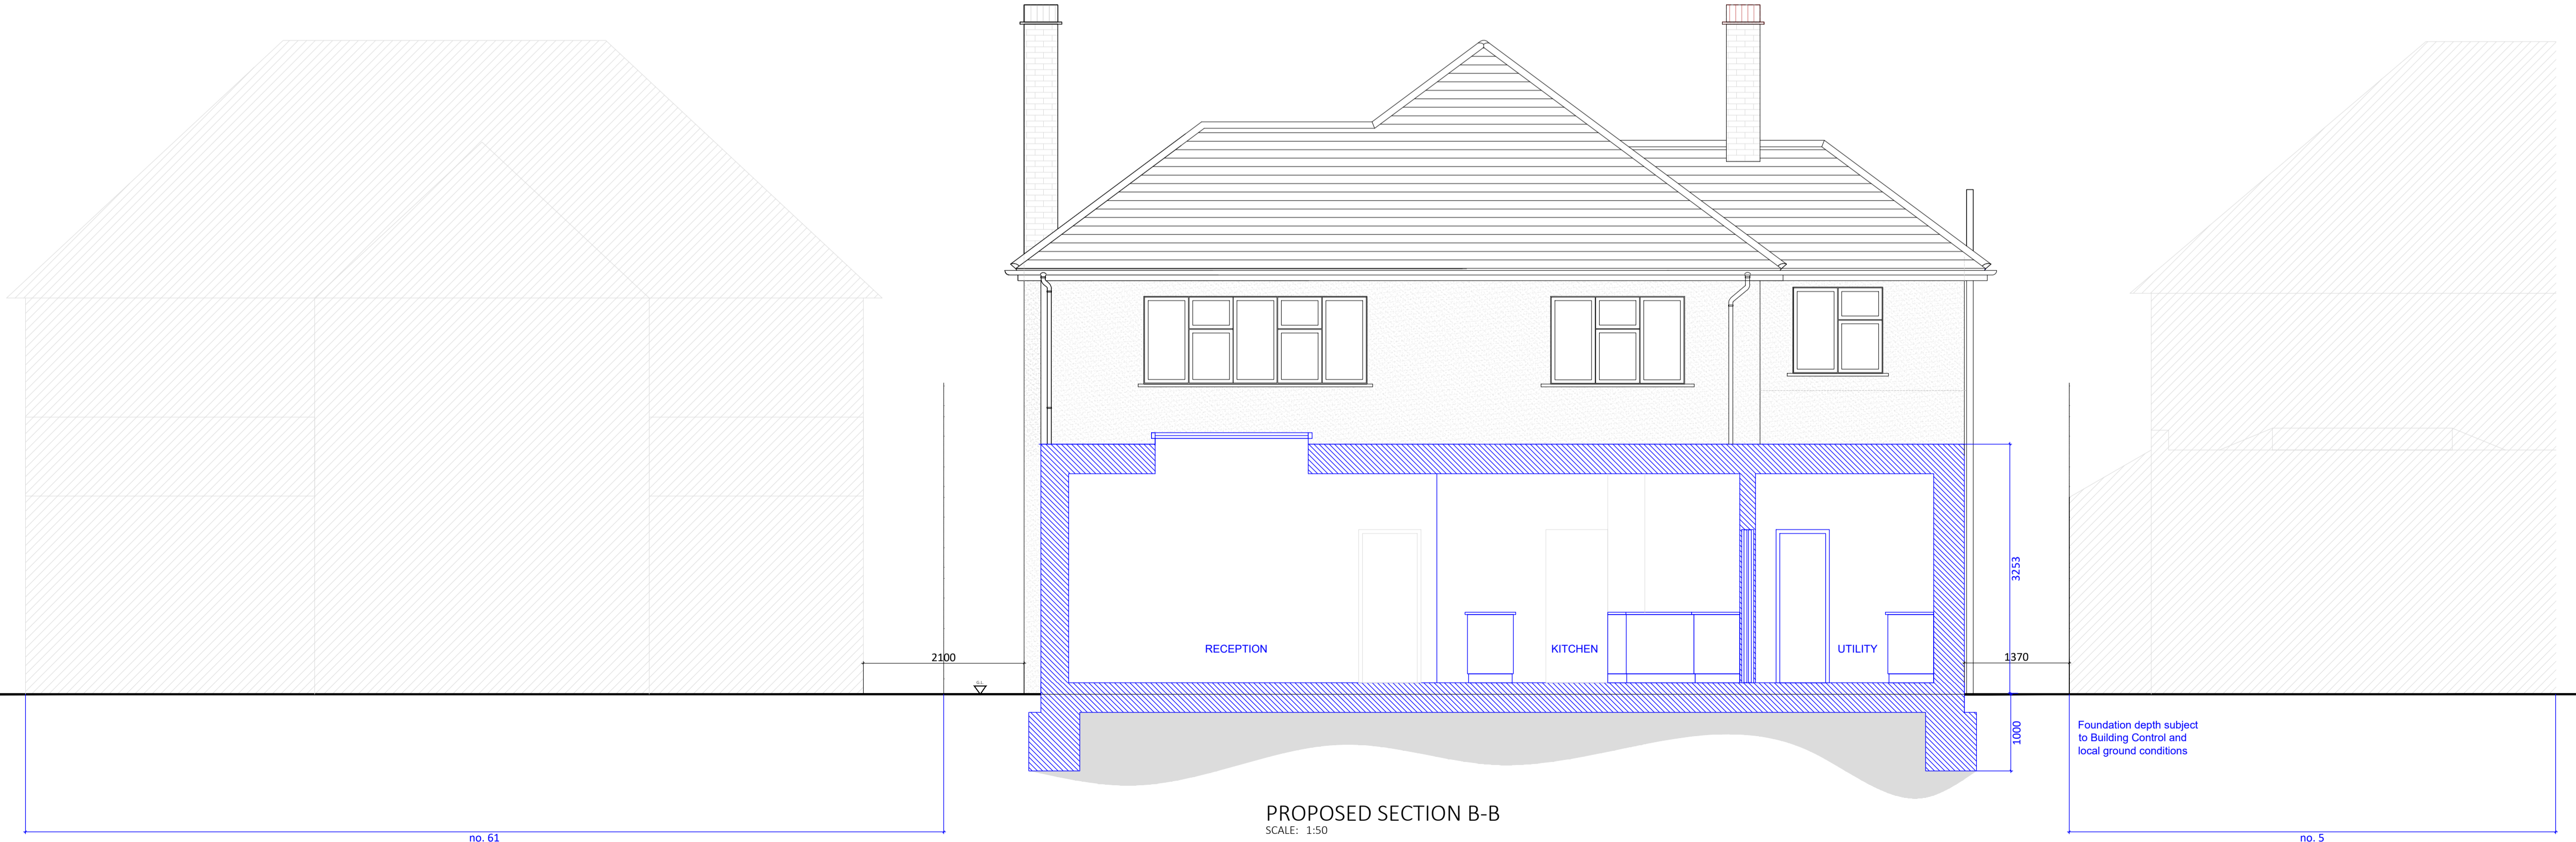 RECEPTION
KITCHEN
UTILITY
2100
G.L.
1370
3253
1000
Foundation depth subject
to Building Control and
local ground conditions
PROPOSED SECTION B-B
SCALE: 1:50
no. 61
no. 5